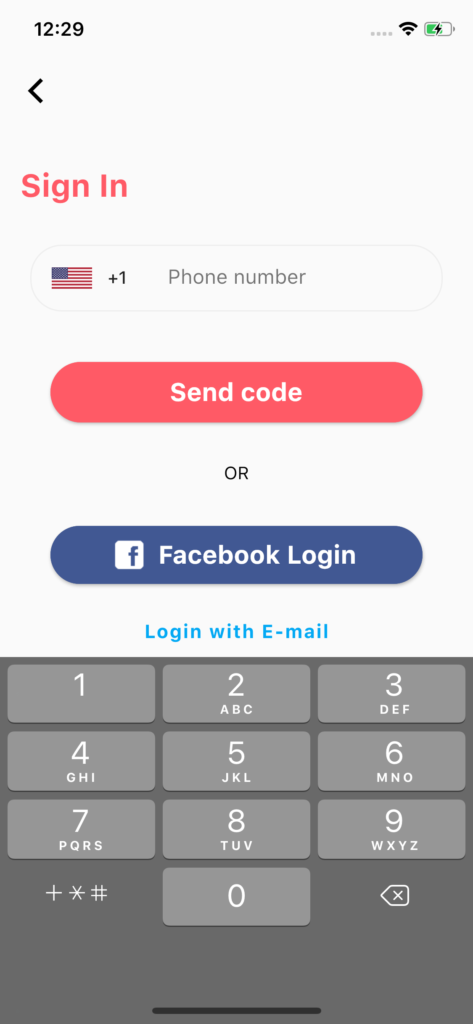 12:29
Sign In
+1 Phone number
Send code
OR
Facebook Login
Login with E-mail
1 2 3
ABC DEF
4 5 6
GHI JKL MNO
7 8 9
PQRS TUV WXYZ
+*# 0